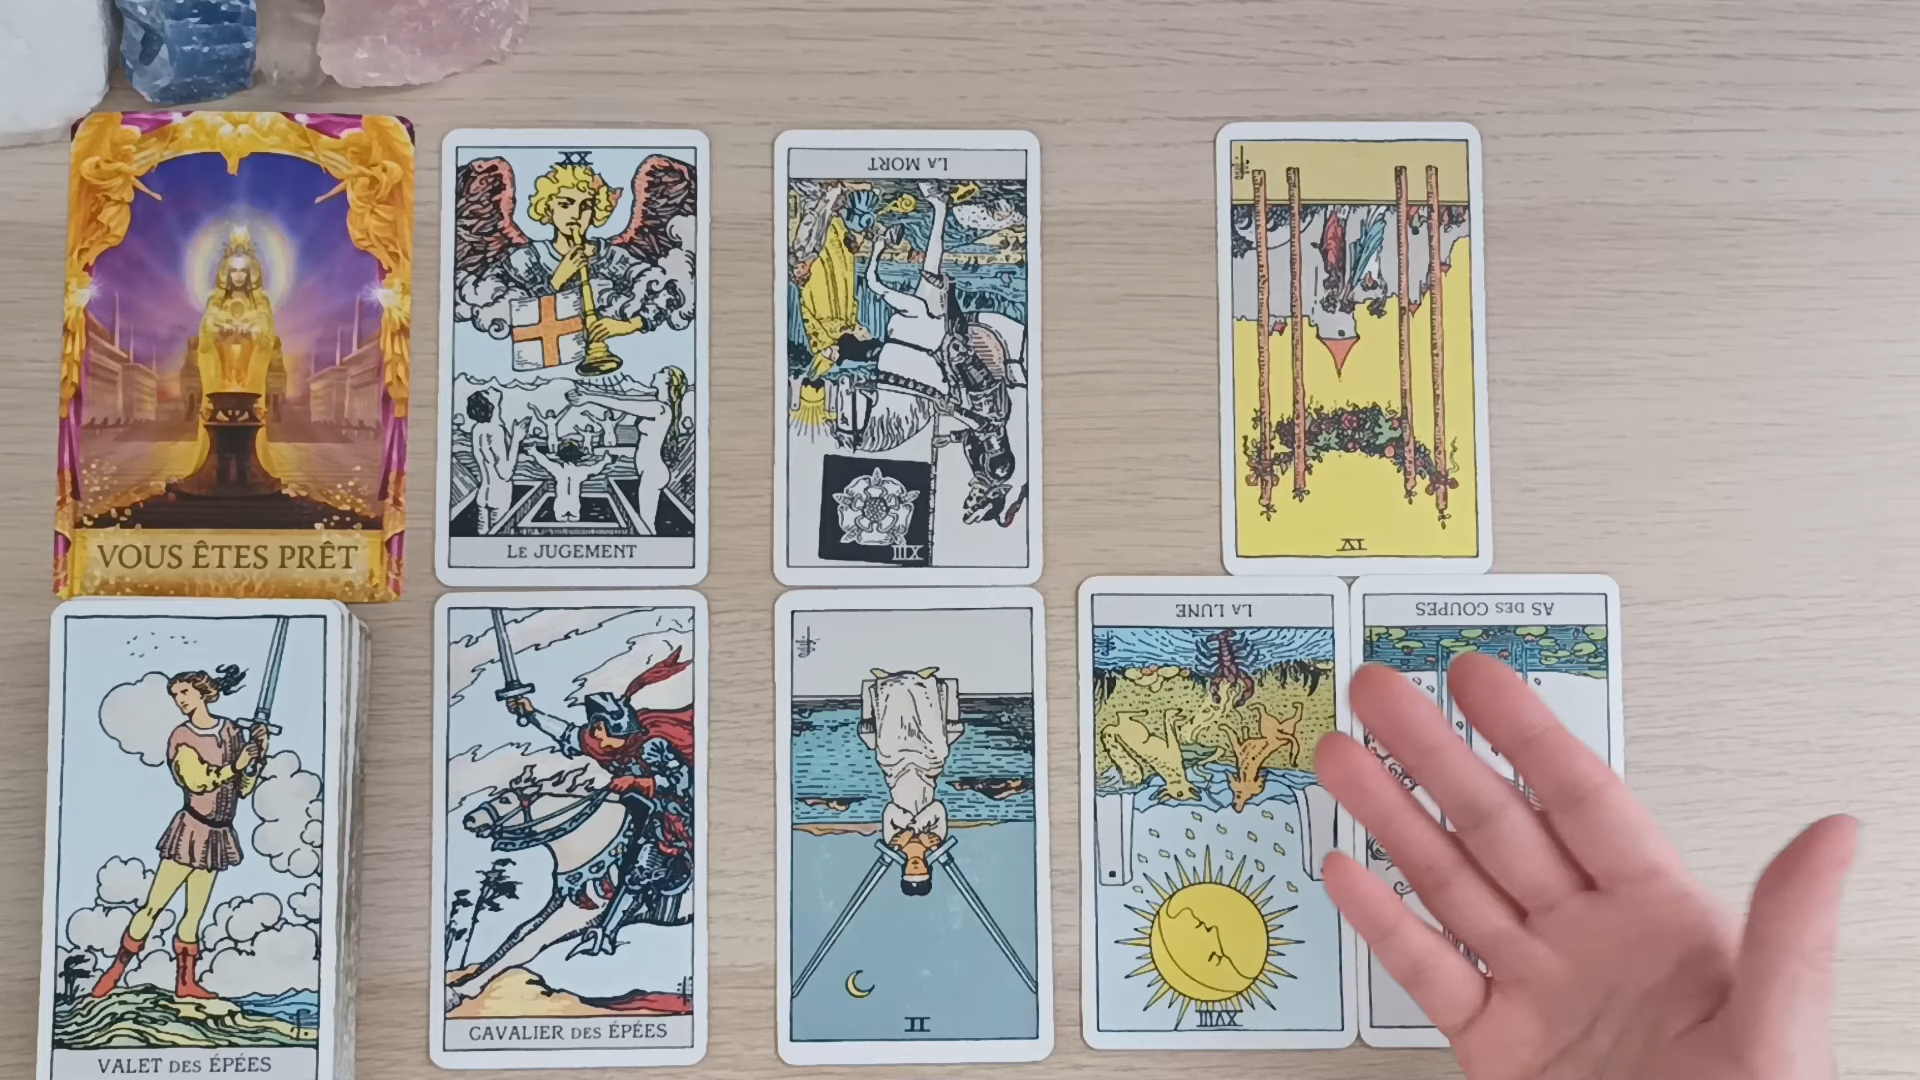 VOUS ÊTES PRÊT
XX
LE JUGEMENT
LA MORT
XIII
IV
VALET DES ÉPÉES
CAVALIER DES ÉPÉES
II
LA LUNE
XVIII
AS DES COUPES